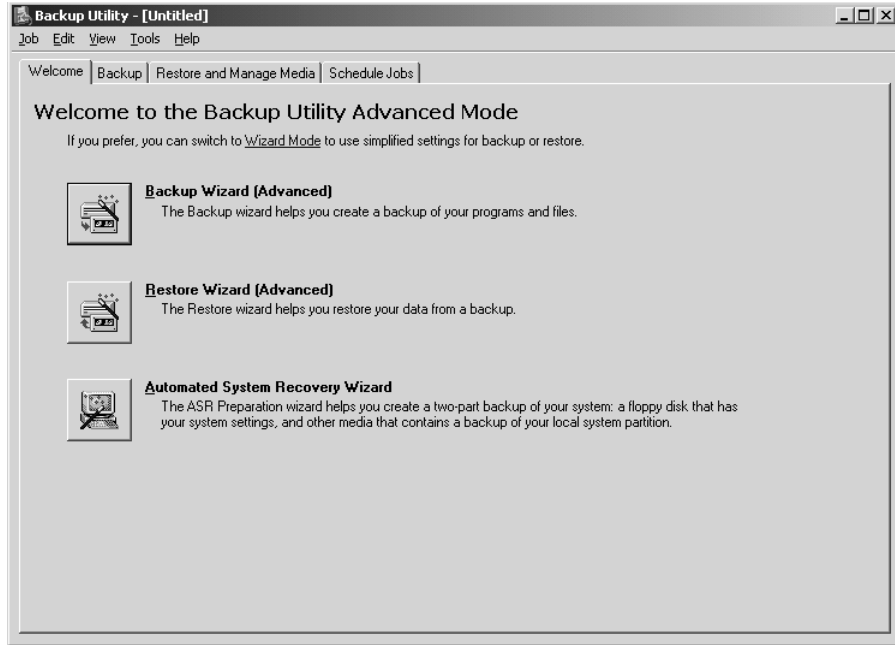 Backup Utility - [Untitled]
Job Edit View Tools Help
Welcome Backup Restore and Manage Media Schedule Jobs
Welcome to the Backup Utility Advanced Mode
If you prefer, you can switch to Wizard Mode to use simplified settings for backup or restore.
Backup Wizard (Advanced)
The Backup wizard helps you create a backup of your programs and files.
Restore Wizard (Advanced)
The Restore wizard helps you restore your data from a backup.
Automated System Recovery Wizard
The ASR Preparation wizard helps you create a two-part backup of your system: a floppy disk that has
your system settings, and other media that contains a backup of your local system partition.